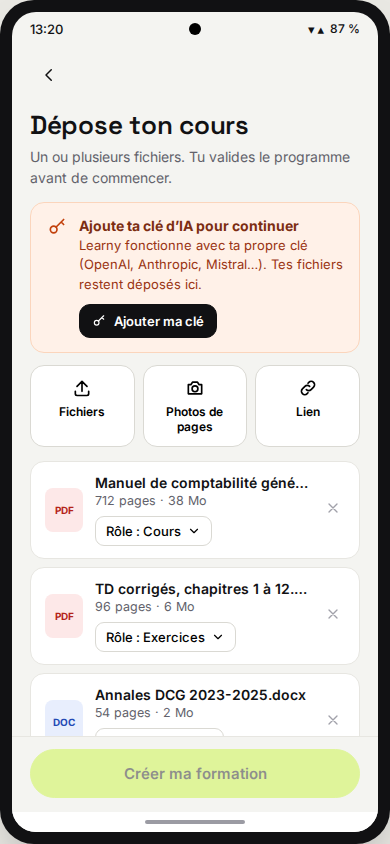 13:20
87 %
Dépose ton cours
Un ou plusieurs fichiers. Tu valides le programme
avant de commencer.
Ajoute ta clé d’IA pour continuer
Learny fonctionne avec ta propre clé
(OpenAI, Anthropic, Mistral…). Tes fichiers
restent déposés ici.
Ajouter ma clé
Fichiers
Photos de
pages
Lien
PDF
Manuel de comptabilité géné…
712 pages · 38 Mo
Rôle : Cours
PDF
TD corrigés, chapitres 1 à 12.…
96 pages · 6 Mo
Rôle : Exercices
DOC
Annales DCG 2023-2025.docx
54 pages · 2 Mo
Créer ma formation